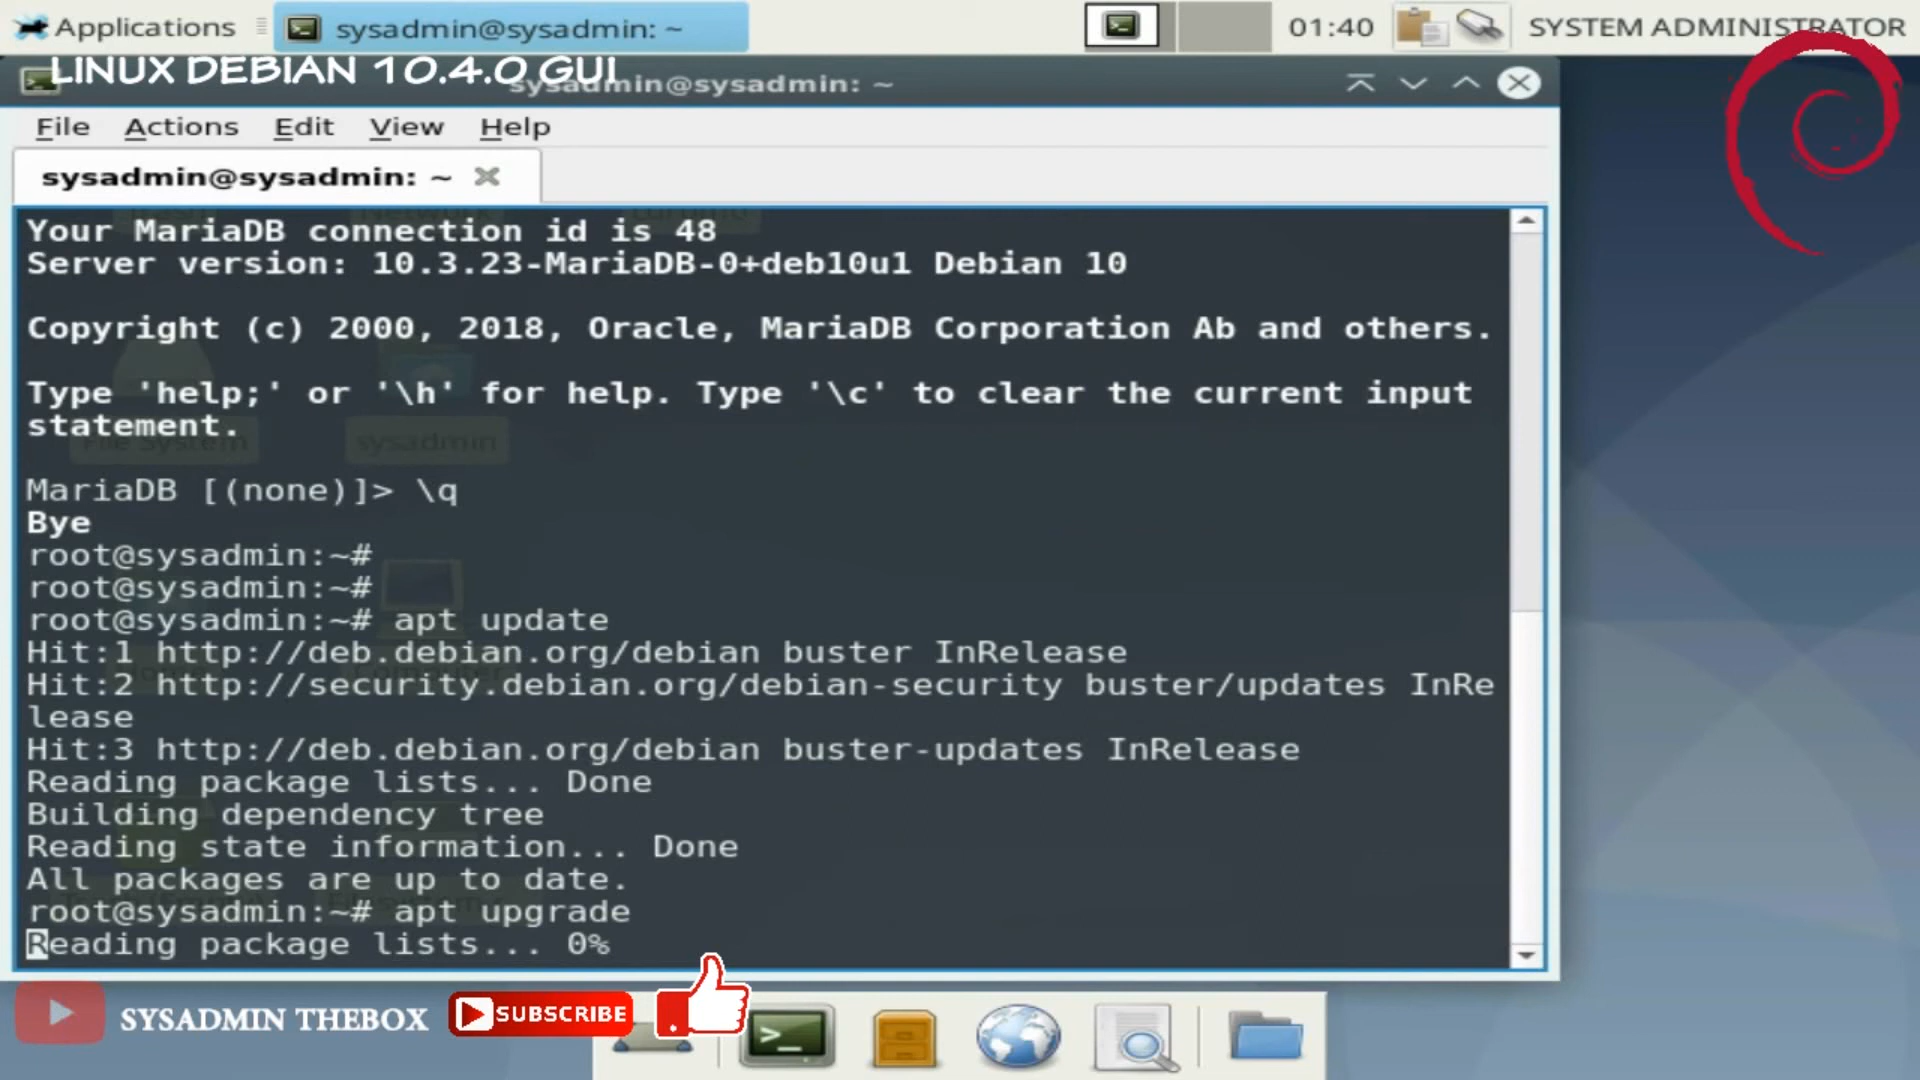 Applications
sysadmin@sysadmin: ~
01:40
SYSTEM ADMINISTRATOR
LINUX DEBIAN 10.4.0 GUI
sysadmin@sysadmin: ~
File Actions Edit View Help
sysadmin@sysadmin: ~
Your MariaDB connection id is 48
Server version: 10.3.23-MariaDB-0+deb10u1 Debian 10
Copyright (c) 2000, 2018, Oracle, MariaDB Corporation Ab and others.
Type 'help;' or '\h' for help. Type '\c' to clear the current input
statement.
File System
sysadmin
MariaDB [(none)]> \q
Bye
root@sysadmin:~#
root@sysadmin:~#
root@sysadmin:~# apt update
Hit:1 http://deb.debian.org/debian buster InRelease
Hit:2 http://security.debian.org/debian-security buster/updates InRe
lease
Hit:3 http://deb.debian.org/debian buster-updates InRelease
Reading package lists... Done
Building dependency tree
Reading state information... Done
All packages are up to date.
root@sysadmin:~# apt upgrade
Reading package lists... 0%
SYSADMIN THEBOX
SUBSCRIBE